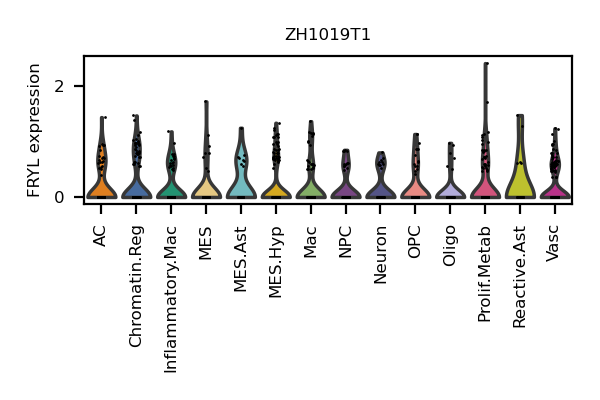 ZH1019T1
FRYL expression
2
0
AC
Chromatin.Reg
Inflammatory.Mac
MES
MES.Ast
MES.Hyp
Mac
NPC
Neuron
OPC
Oligo
Prolif.Metab
Reactive.Ast
Vasc